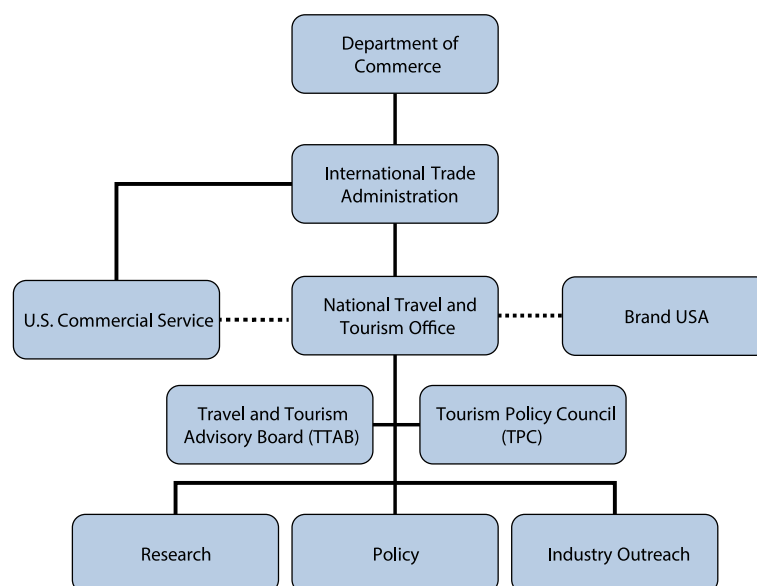 Department of
Commerce
International Trade
Administration
U.S. Commercial Service
National Travel and
Tourism Office
Brand USA
Travel and Tourism
Advisory Board (TTAB)
Tourism Policy Council
(TPC)
Research
Policy
Industry Outreach